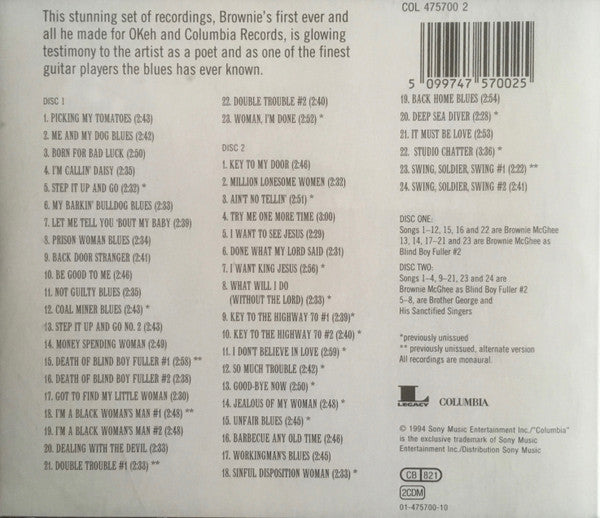 This stunning set of recordings, Brownie's first ever and
all he made for OKeh and Columbia Records, is glowing
testimony to the artist as a poet and as one of the finest
guitar players the blues has ever known.
COL 475700 2
5 099747 570025
DISC 1
1. PICKING MY TOMATOES (2:43)
2. ME AND MY DOG BLUES (2:42)
3. BORN FOR BAD LUCK (2:50)
4. I'M CALLIN' DAISY (2:35)
5. STEP IT UP AND GO (2:32) *
6. MY BARKIN' BULLDOG BLUES (2:33)
7. LET ME TELL YOU 'BOUT MY BABY (2:39)
8. PRISON WOMAN BLUES (2:34)
9. BACK DOOR STRANGER (2:41)
10. BE GOOD TO ME (2:46)
11. NOT GUILTY BLUES (2:35)
12. COAL MINER BLUES (2:43) *
13. STEP IT UP AND GO NO. 2 (2:43)
14. MONEY SPENDING WOMAN (2:49)
15. DEATH OF BLIND BOY FULLER #1 (2:58) **
16. DEATH OF BLIND BOY FULLER #2 (2:38)
17. GOT TO FIND MY LITTLE WOMAN (2:30)
18. I'M A BLACK WOMAN'S MAN #1 (2:48) **
19. I'M A BLACK WOMAN'S MAN #2 (2:48)
20. DEALING WITH THE DEVIL (2:33)
21. DOUBLE TROUBLE #1 (2:33) **
22. DOUBLE TROUBLE #2 (2:40)
23. WOMAN, I'M DONE (2:52) *
DISC 2
1. KEY TO MY DOOR (2:46)
2. MILLION LONESOME WOMEN (2:32)
3. AIN'T NO TELLIN' (2:51) *
4. TRY ME ONE MORE TIME (3:00)
5. I WANT TO SEE JESUS (2:29)
6. DONE WHAT MY LORD SAID (2:31)
7. I WANT KING JESUS (2:56) *
8. WHAT WILL I DO
(WITHOUT THE LORD) (2:33) *
9. KEY TO THE HIGHWAY 70 #1 (2:39)*
10. KEY TO THE HIGHWAY 70 #2 (2:40) *
11. I DON'T BELIEVE IN LOVE (2:59) *
12. SO MUCH TROUBLE (2:42) *
13. GOOD-BYE NOW (2:50) *
14. JEALOUS OF MY WOMAN (2:48) *
15. UNFAIR BLUES (2:45) *
16. BARBECUE ANY OLD TIME (2:46)
17. WORKINGMAN'S BLUES (2:31)
18. SINFUL DISPOSITION WOMAN (2:33) *
19. BACK HOME BLUES (2:54)
20. DEEP SEA DIVER (2:28) *
21. IT MUST BE LOVE (2:53)
22. STUDIO CHATTER (3:36) *
23. SWING, SOLDIER, SWING #1 (2:22) **
24. SWING, SOLDIER, SWING #2 (2:41)
DISC ONE:
Songs 1–12, 15, 16 and 22 are Brownie McGhee
13, 14, 17–21 and 23 are Brownie McGhee as
Blind Boy Fuller #2
DISC TWO:
Songs 1–4, 9–21, 23 and 24 are
Brownie McGhee as Blind Boy Fuller #2
5–8, are Brother George and
His Sanctified Singers
*previously unissued
**previously unissued, alternate version
All recordings are monaural.
L
LEGACY
COLUMBIA
© 1994 Sony Music Entertainment Inc./"Columbia"
is the exclusive trademark of Sony Music
Entertainment Inc./Distribution Sony Music
CB 821
2CDM
01-475700-10